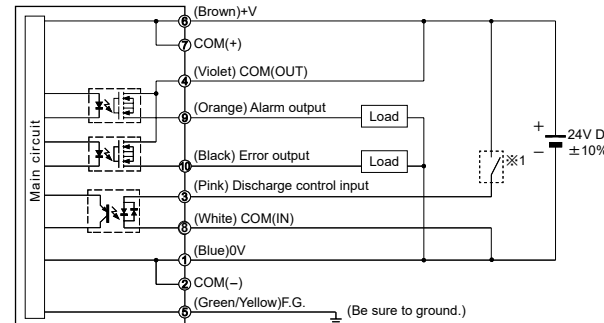 (Brown)+V
6
7 COM(+)
(Violet) COM(OUT)
4
(Orange) Alarm output
9
Load
(Black) Error output
10
Load
(Pink) Discharge control input
3
(White) COM(IN)
8
(Blue)0V
1
2 COM(−)
(Green/Yellow)F.G.
5
(Be sure to ground.)
Main circuit
※1
+
24V D
−
±10%